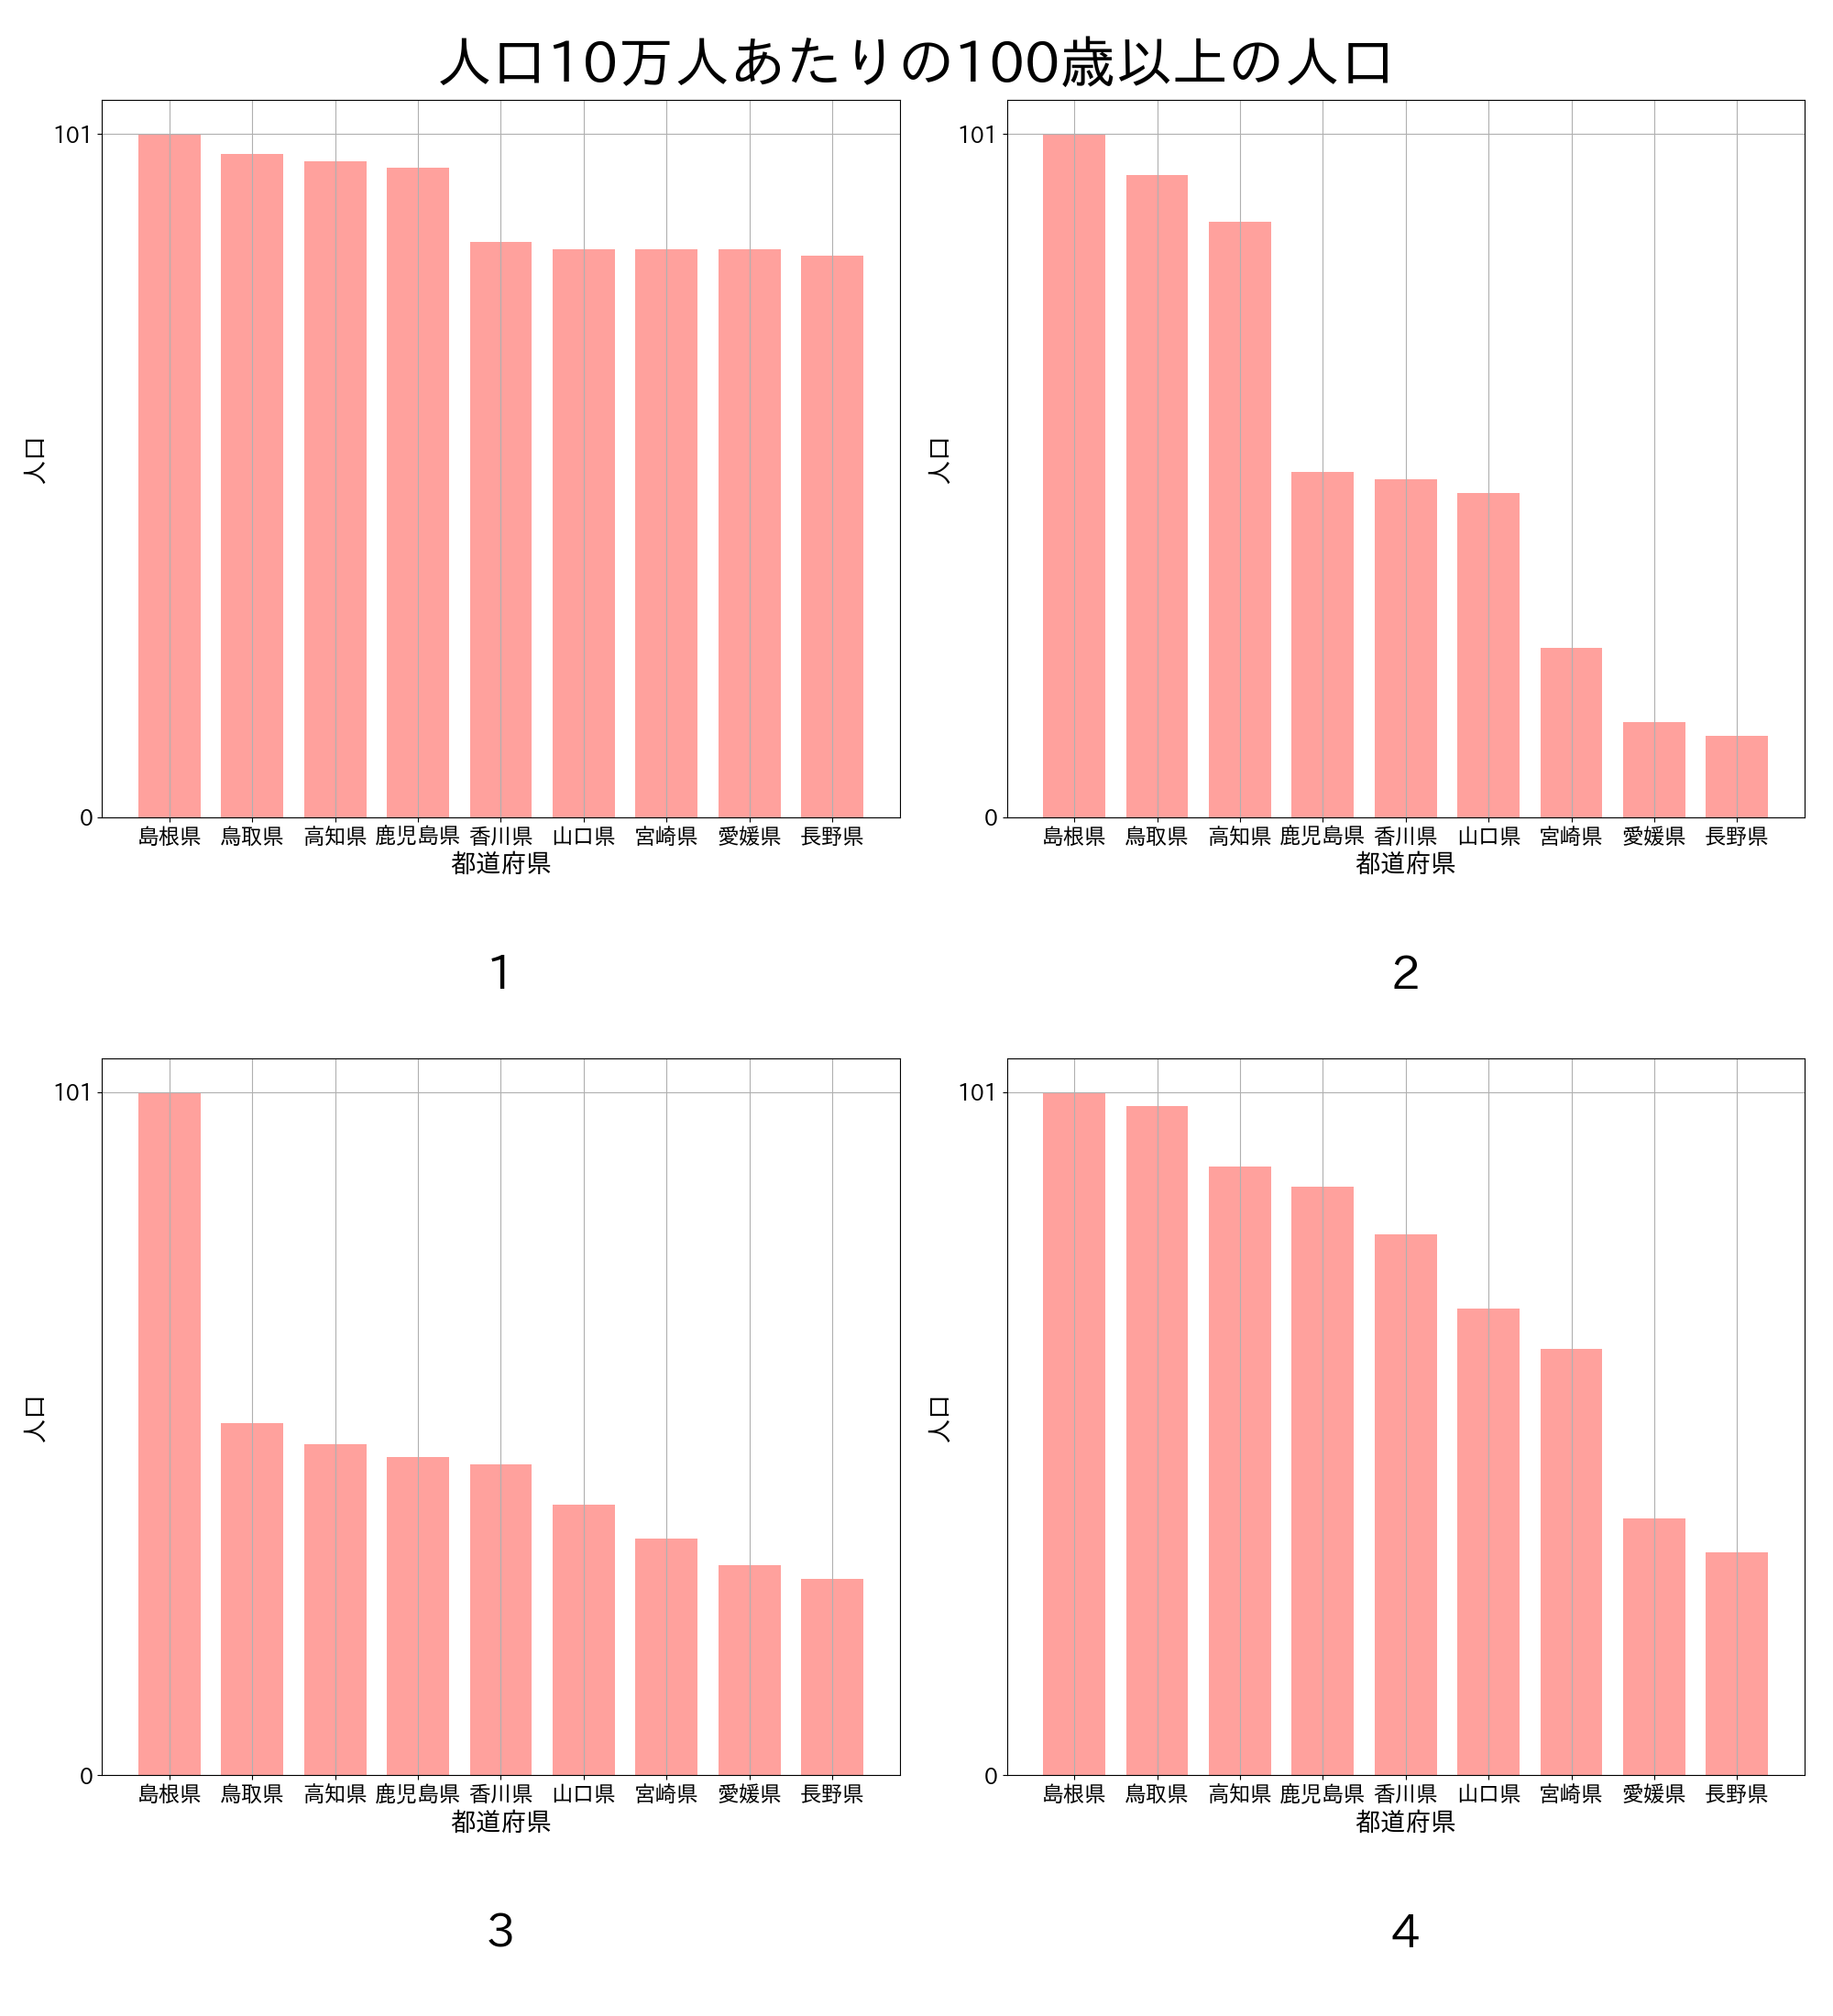 人口10万人あたりの100歳以上の人口
101
0
人口
島根県 鳥取県 高知県 鹿児島県 香川県 山口県 宮崎県 愛媛県 長野県
都道府県
1
101
0
人口
島根県 鳥取県 高知県 鹿児島県 香川県 山口県 宮崎県 愛媛県 長野県
都道府県
2
101
0
人口
島根県 鳥取県 高知県 鹿児島県 香川県 山口県 宮崎県 愛媛県 長野県
都道府県
3
101
0
人口
島根県 鳥取県 高知県 鹿児島県 香川県 山口県 宮崎県 愛媛県 長野県
都道府県
4